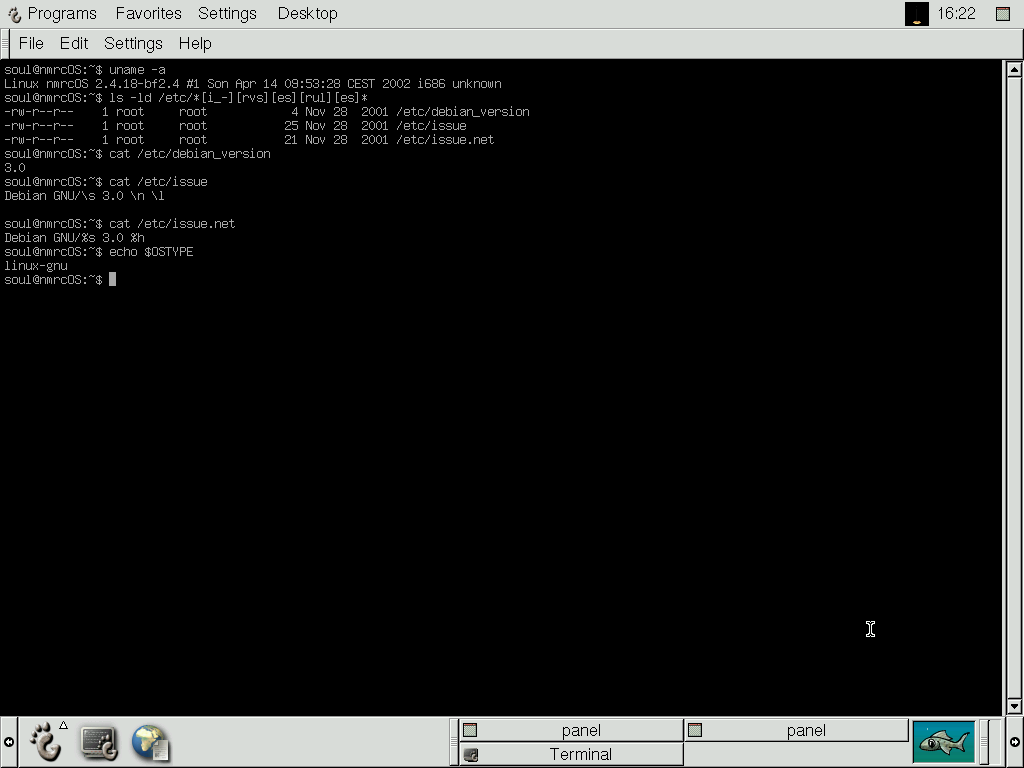 Programs Favorites Settings Desktop 16:22
File Edit Settings Help
soul@nmrcOS:~$ uname -a
Linux nmrcOS 2.4.18-bf2.4 #1 Son Apr 14 09:53:28 CEST 2002 i686 unknown
soul@nmrcOS:~$ ls -ld /etc/*[i_-][rvs][es][rul][es]*
-rw-r--r-- 1 root root 4 Nov 28 2001 /etc/debian_version
-rw-r--r-- 1 root root 25 Nov 28 2001 /etc/issue
-rw-r--r-- 1 root root 21 Nov 28 2001 /etc/issue.net
soul@nmrcOS:~$ cat /etc/debian_version
3.0
soul@nmrcOS:~$ cat /etc/issue
Debian GNU/\s 3.0 \n \l
soul@nmrcOS:~$ cat /etc/issue.net
Debian GNU/%s 3.0 %h
soul@nmrcOS:~$ echo $OSTYPE
linux-gnu
soul@nmrcOS:~$
panel panel
Terminal